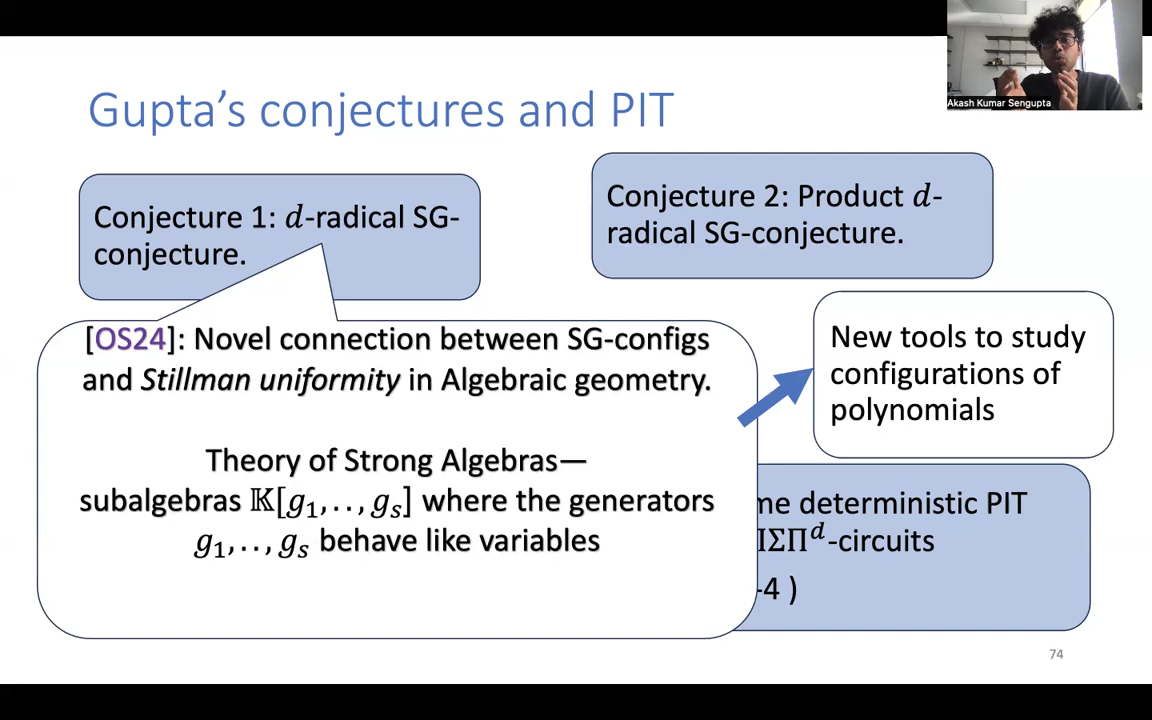 Akash Kumar Sengupta
Gupta's conjectures and PIT
Conjecture 1: d-radical SG-
conjecture.
Conjecture 2: Product d-
radical SG-conjecture.
[OS24]: Novel connection between SG-configs
and Stillman uniformity in Algebraic geometry.
Theory of Strong Algebras—
subalgebras 𝕂[g₁,..,gₛ] where the generators
g₁,..,gₛ behave like variables
New tools to study
configurations of
polynomials
me deterministic PIT
ΠΣΠᵈ-circuits
-4 )
74